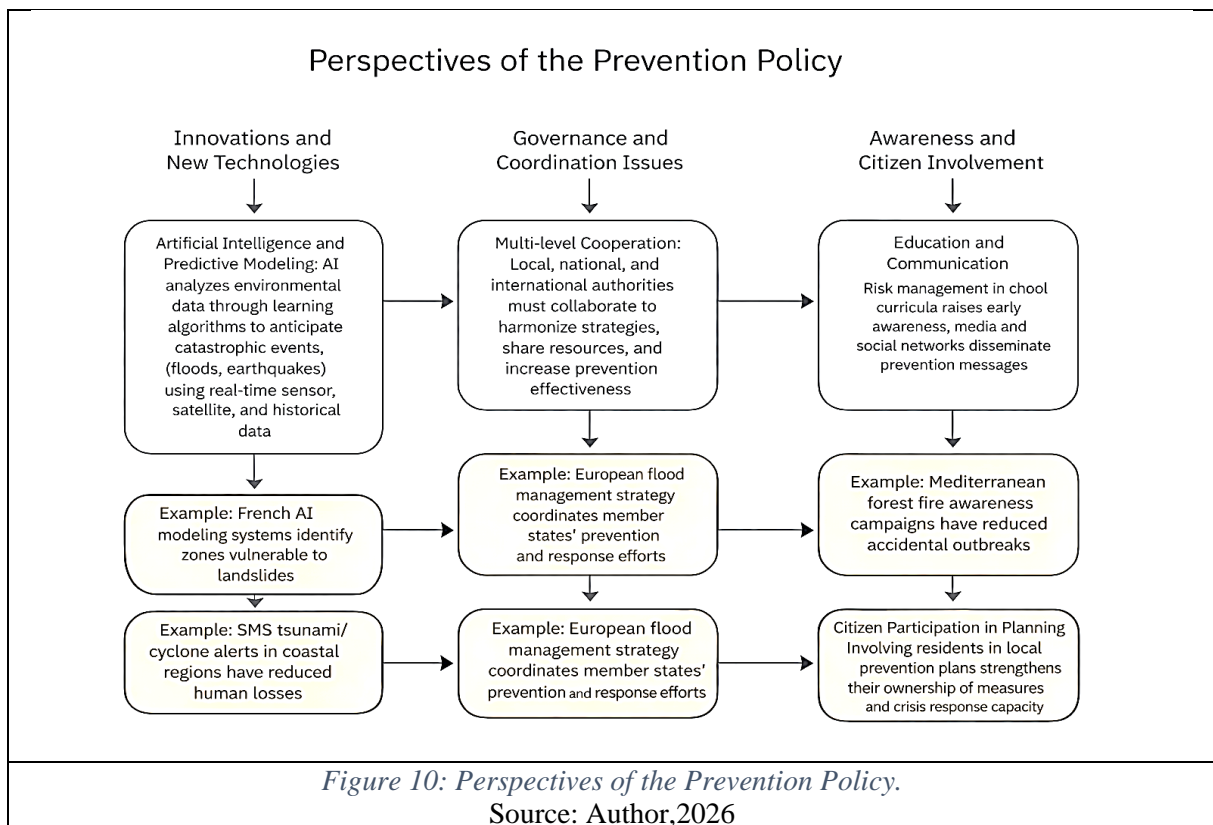 Perspectives of the Prevention Policy
Innovations and
New Technologies
Artificial Intelligence and
Predictive Modeling: AI
analyzes environmental
data through learning
algorithms to anticipate
catastrophic events,
(floods, earthquakes)
using real-time sensor,
satellite, and historical
data
Example: French AI
modeling systems identify
zones vulnerable to
landslides
Example: SMS tsunami/
cyclone alerts in coastal
regions have reduced
human losses
Governance and
Coordination Issues
Multi-level Cooperation:
Local, national, and
international authorities
must collaborate to
harmonize strategies,
share resources, and
increase prevention
effectiveness
Example: European flood
management strategy
coordinates member
states' prevention
and response efforts
Example: European flood
management strategy
coordinates member states'
prevention and response efforts
Awareness and
Citizen Involvement
Education and
Communication
Risk management in chool
curricula raises early
awareness, media and
social networks disseminate
prevention messages
Example: Mediterranean
forest fire awareness
campaigns have reduced
accidental outbreaks
Citizen Participation in Planning
Involving residents in local
prevention plans strengthens
their ownership of measures
and crisis response capacity
Figure 10: Perspectives of the Prevention Policy.
Source: Author,2026